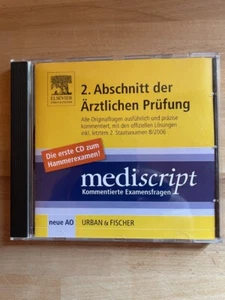 ELSEVIER
2. Abschnitt der
Ärztlichen Prüfung
Alle Originalfragen ausführlich und präzise
kommentiert, mit den offiziellen Lösungen
inkl. letztem 2. Staatsexamen 8/2006
Die erste CD zum
Hammerexamen!
mediscript
Kommentierte Examensfragen
neue AO
URBAN & FISCHER